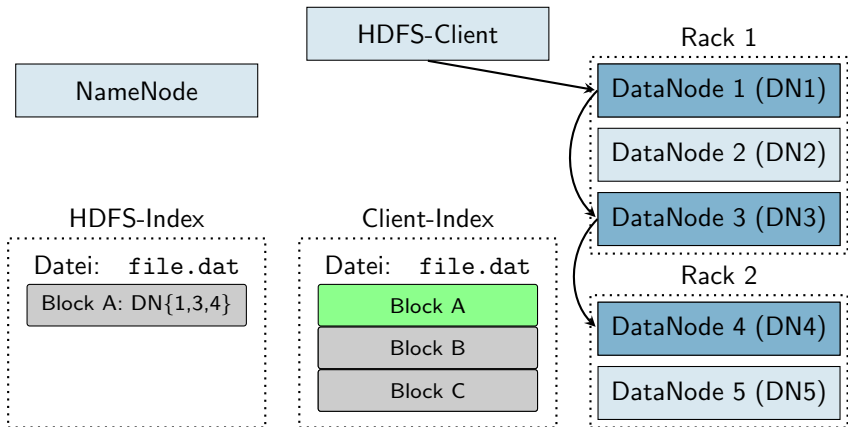 HDFS-Client
NameNode
Rack 1
DataNode 1 (DN1)
DataNode 2 (DN2)
DataNode 3 (DN3)
HDFS-Index
Datei: file.dat
Block A: DN{1,3,4}
Client-Index
Datei: file.dat
Block A
Block B
Block C
Rack 2
DataNode 4 (DN4)
DataNode 5 (DN5)